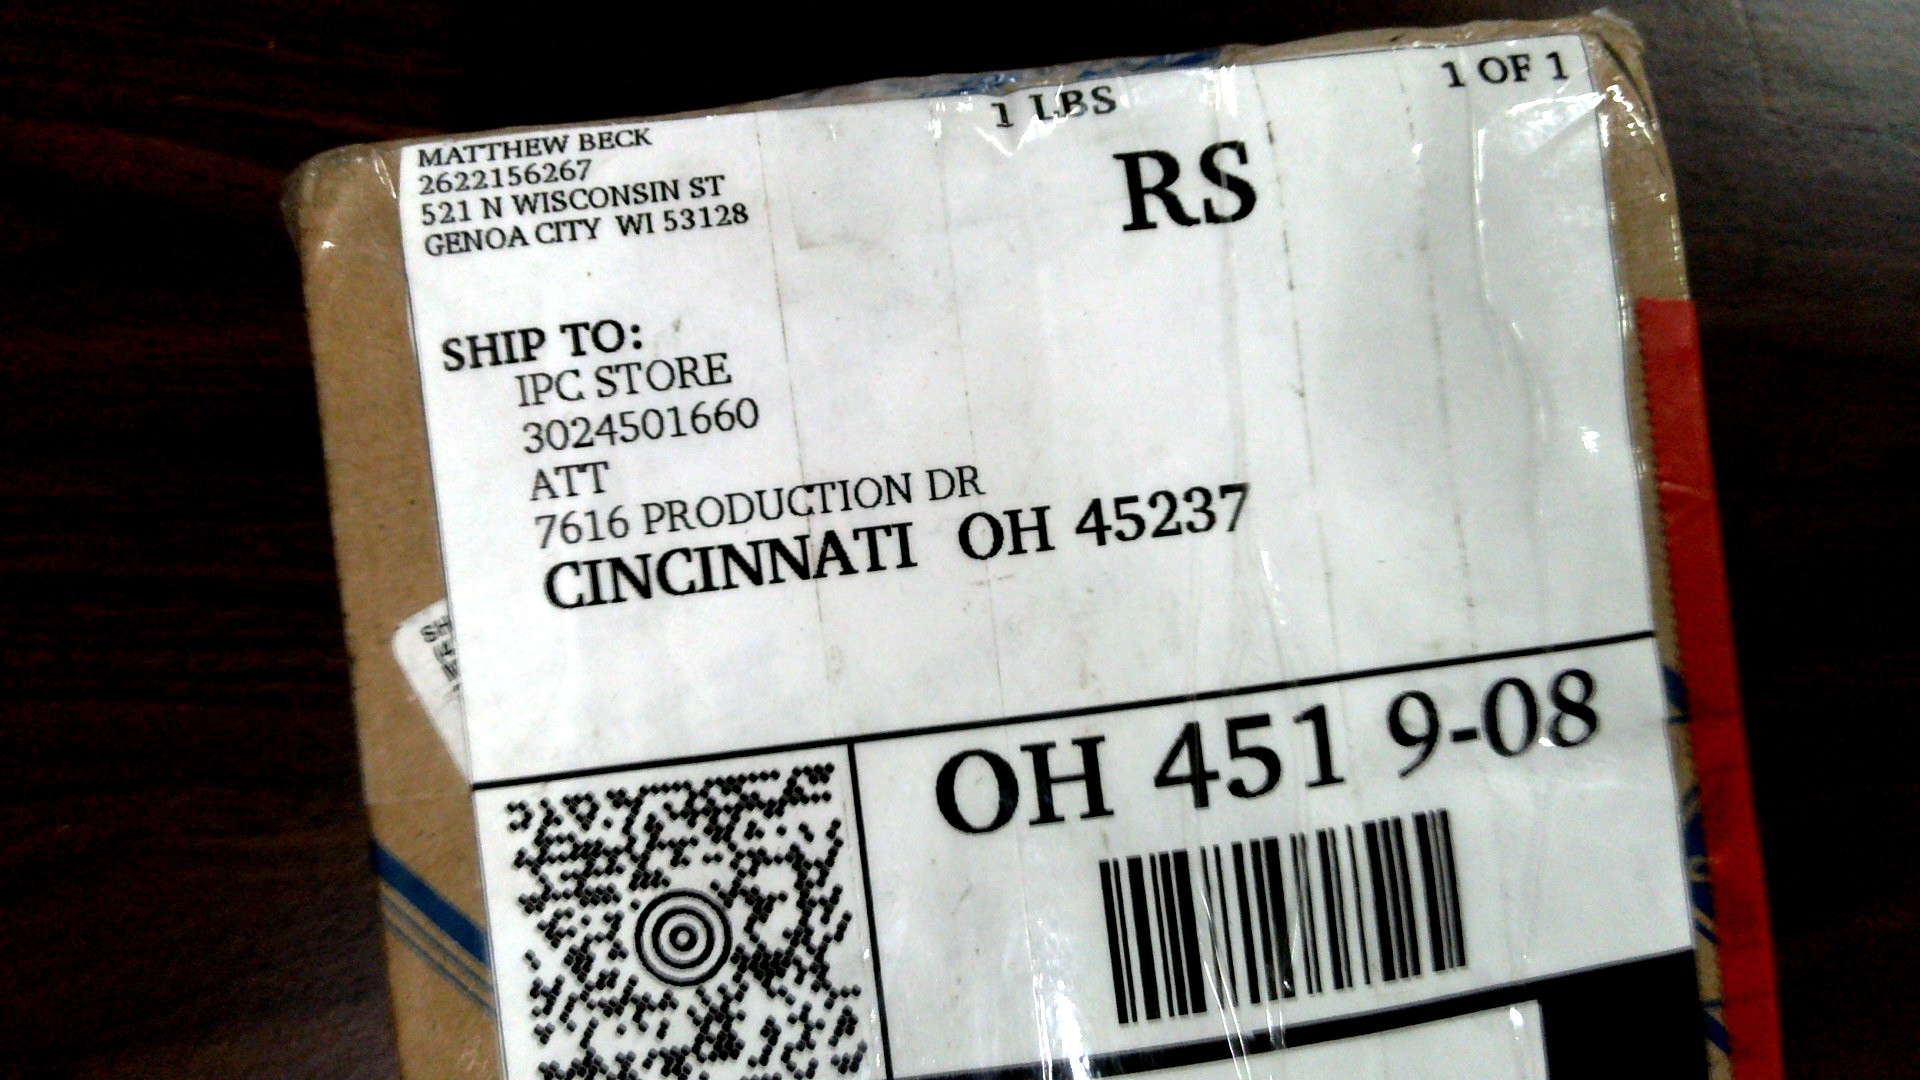 1 OF 1
1 LBS
MATTHEW BECK
2622156267
521 N WISCONSIN ST
GENOA CITY WI 53128
RS
SHIP TO:
IPC STORE
3024501660
ATT
7616 PRODUCTION DR
CINCINNATI OH 45237
SH
OH 451 9-08